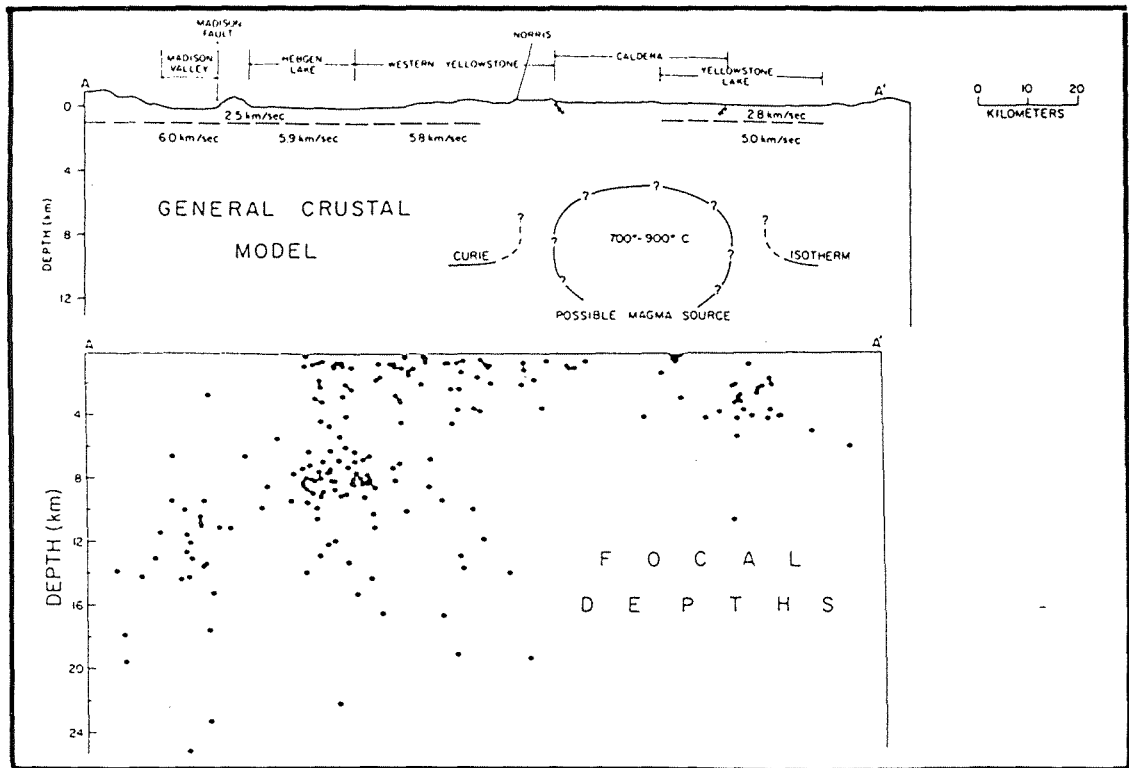 MADISON
FAULT
NORRIS
MADISON
VALLEY
HEBGEN
LAKE
WESTERN YELLOWSTONE
CALDERA
YELLOWSTONE
LAKE
A
A'
0
10
20
KILOMETERS
0
2.5 km/sec
2.8 km/sec
6.0 km/sec
5.9 km/sec
5.8 km/sec
5.0 km/sec
4
GENERAL CRUSTAL
MODEL
DEPTH (km)
8
12
?
?
?
?
?
?
?
?
?
?
700°-900° C
CURIE
ISOTHERM
POSSIBLE MAGMA SOURCE
A
A'
4
8
12
16
20
24
DEPTH (km)
FOCAL
DEPTHS